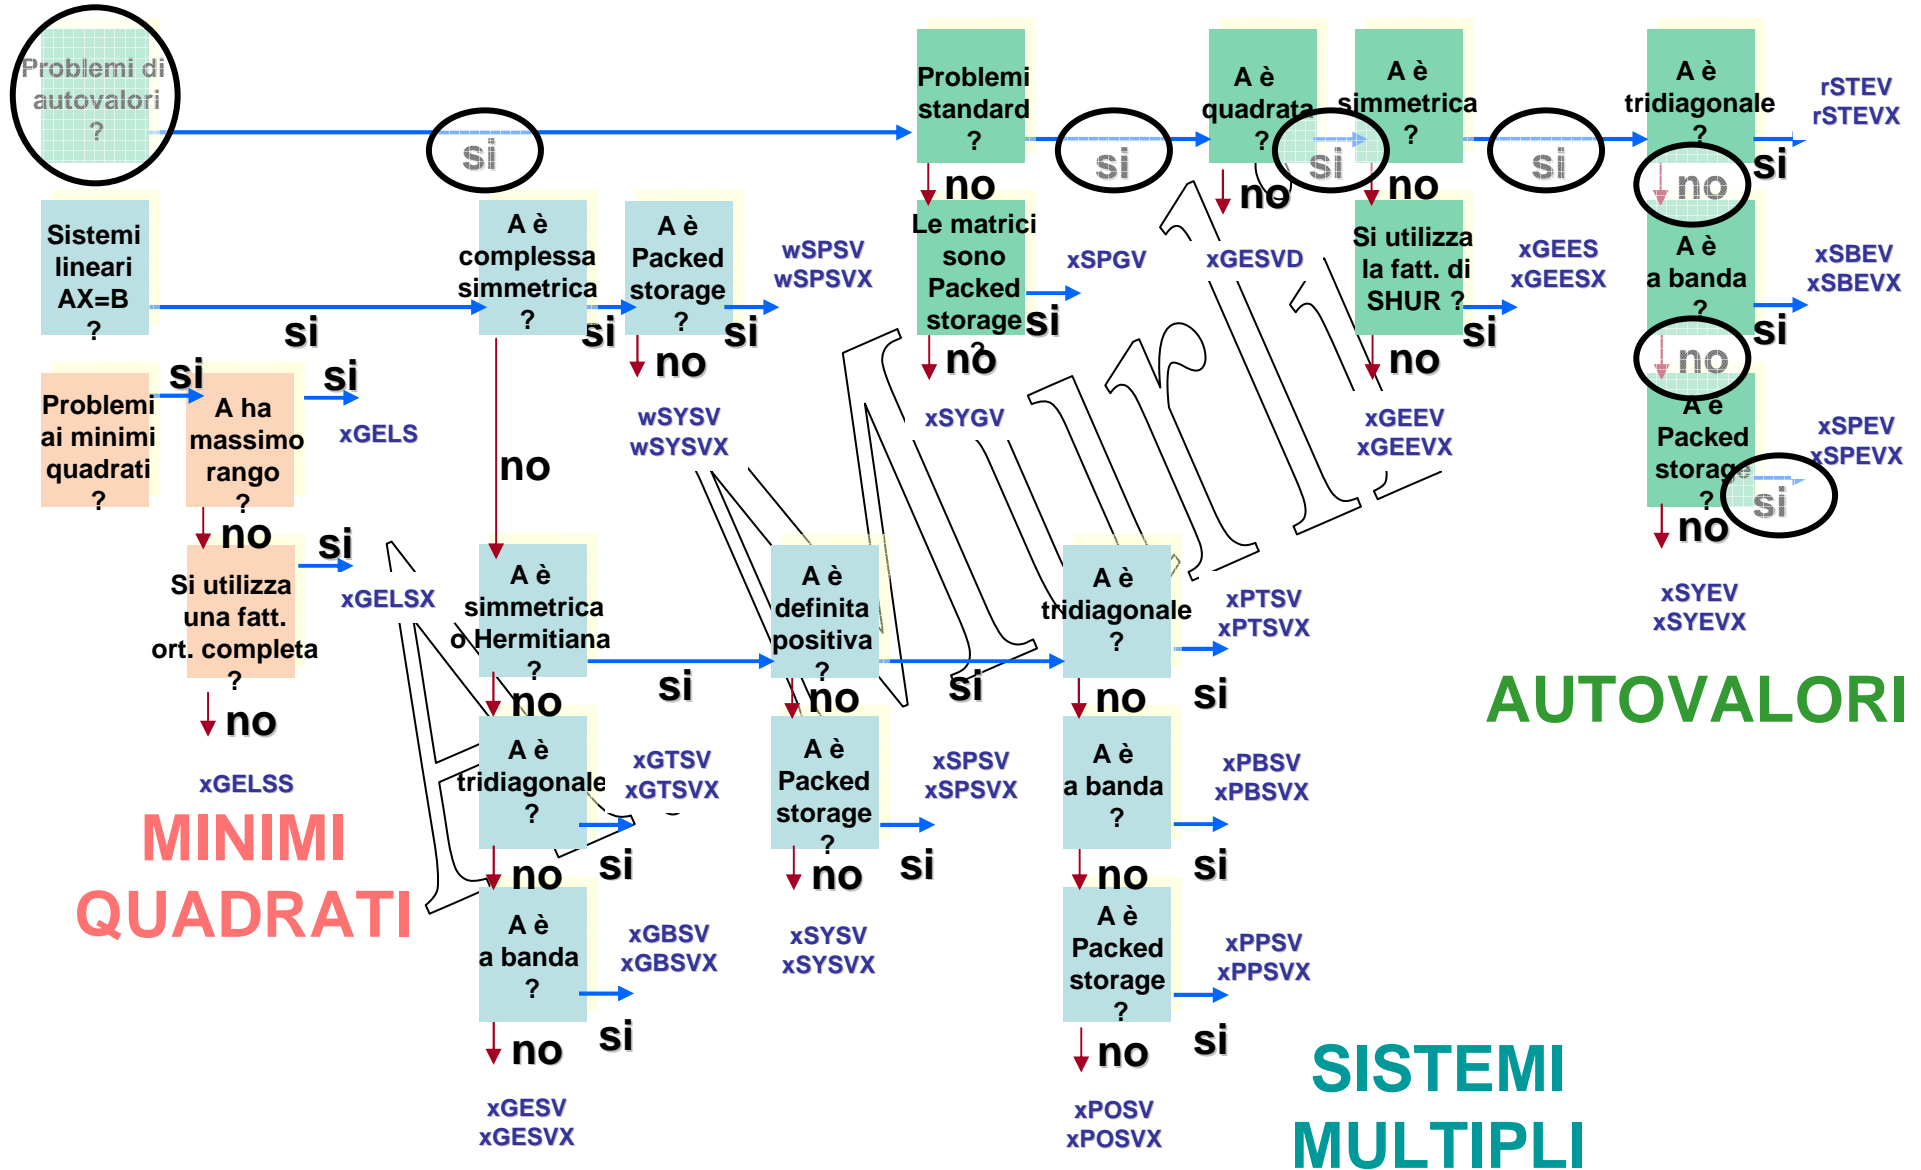 Problemi di
autovalori
?
si
Problemi
standard
?
si
no
A è
quadrata
?
si
no
A è
simmetrica
?
si
no
A è
tridiagonale
?
si
no
rSTEV
rSTEVX
Sistemi
lineari
AX=B
?
si
A è
complessa
simmetrica
?
si
no
A è
Packed
storage
?
si
no
wSPSV
wSPSVX
wSYSV
wSYSVX
Le matrici
sono
Packed
storage
?
si
no
xSPGV
xSYGV
xGESVD
Si utilizza
la fatt. di
SHUR ?
si
no
xGEES
xGEESX
xGEEV
xGEEVX
A è
a banda
?
si
no
xSBEV
xSBEVX
A è
Packed
storage
?
si
no
xSPEV
xSPEVX
xSYEV
xSYEVX
AUTOVALORI
Problemi
ai minimi
quadrati
?
si
A ha
massimo
rango
?
si
no
xGELS
Si utilizza
una fatt.
ort. completa
?
si
no
xGELSX
xGELSS
MINIMI
QUADRATI
A è
simmetrica
o Hermitiana
?
si
no
A è
definita
positiva
?
si
no
A è
tridiagonale
?
si
no
xPTSV
xPTSVX
A è
tridiagonale
?
si
no
xGTSV
xGTSVX
A è
Packed
storage
?
si
no
xSPSV
xSPSVX
A è
a banda
?
si
no
xPBSV
xPBSVX
A è
a banda
?
si
no
xGBSV
xGBSVX
xSYSV
xSYSVX
A è
Packed
storage
?
si
no
xPPSV
xPPSVX
xGESV
xGESVX
xPOSV
xPOSVX
SISTEMI
MULTIPLI